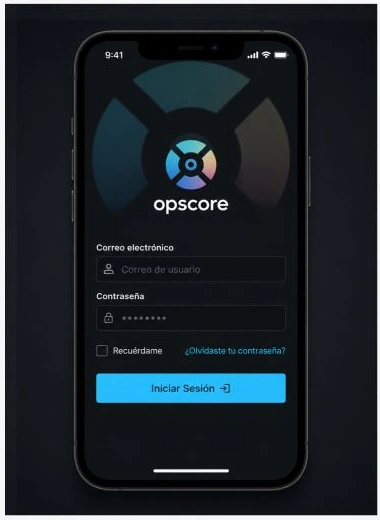 9:41
opscore
Correo electrónico
Correo de usuario
Contraseña
Recuérdame
¿Olvidaste tu contraseña?
Iniciar Sesión